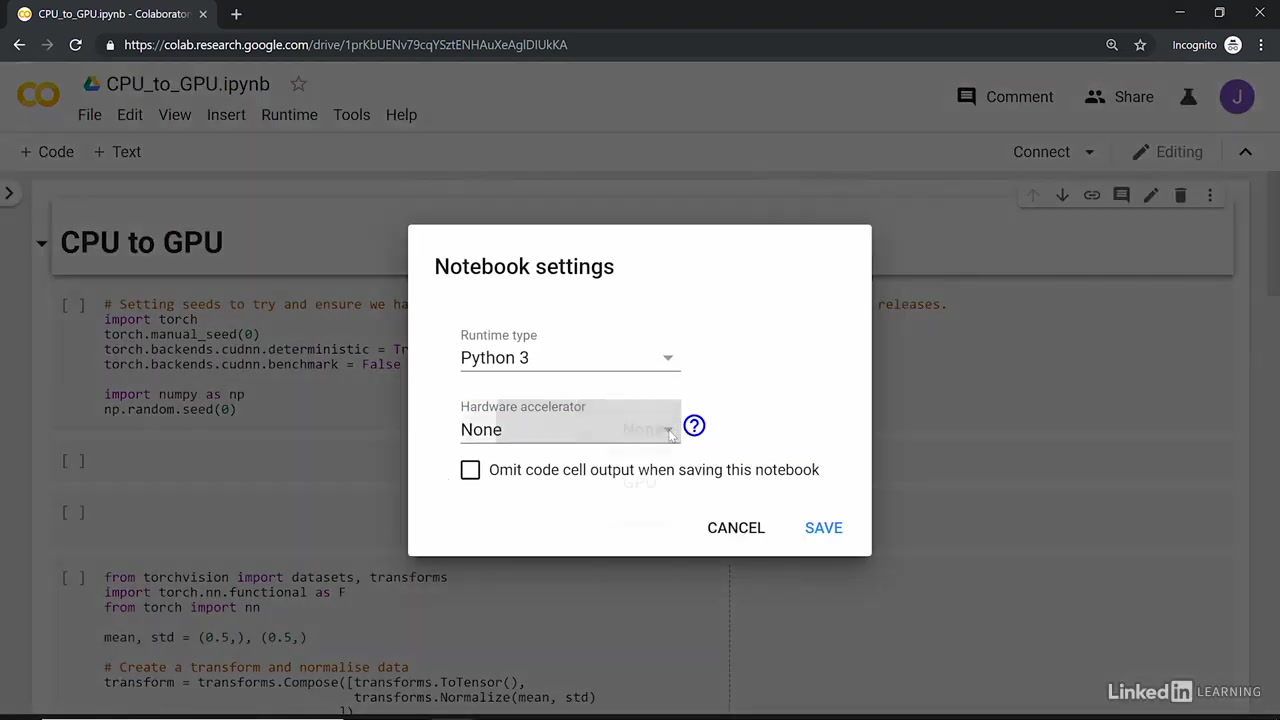 CPU_to_GPU.ipynb - Colaborator
https://colab.research.google.com/drive/1prKbUENv79cqYSztENHAuXeAglDIUkKA
Incognito
CPU_to_GPU.ipynb
Comment
Share
J
File Edit View Insert Runtime Tools Help
+ Code + Text
Connect
Editing
CPU to GPU
Notebook settings
[ ] # Setting seeds to try and ensure we ha
releases.
import torch
torch.manual_seed(0)
torch.backends.cudnn.deterministic = Tr
torch.backends.cudnn.benchmark = False
import numpy as np
np.random.seed(0)
Runtime type
Python 3
Hardware accelerator
None
None
GPU
Omit code cell output when saving this notebook
CANCEL SAVE
[ ]
[ ]
[ ] from torchvision import datasets, transforms
import torch.nn.functional as F
from torch import nn
mean, std = (0.5,), (0.5,)
# Create a transform and normalise data
transform = transforms.Compose([transforms.ToTensor(),
transforms.Normalize(mean, std)
])
Linked in LEARNING